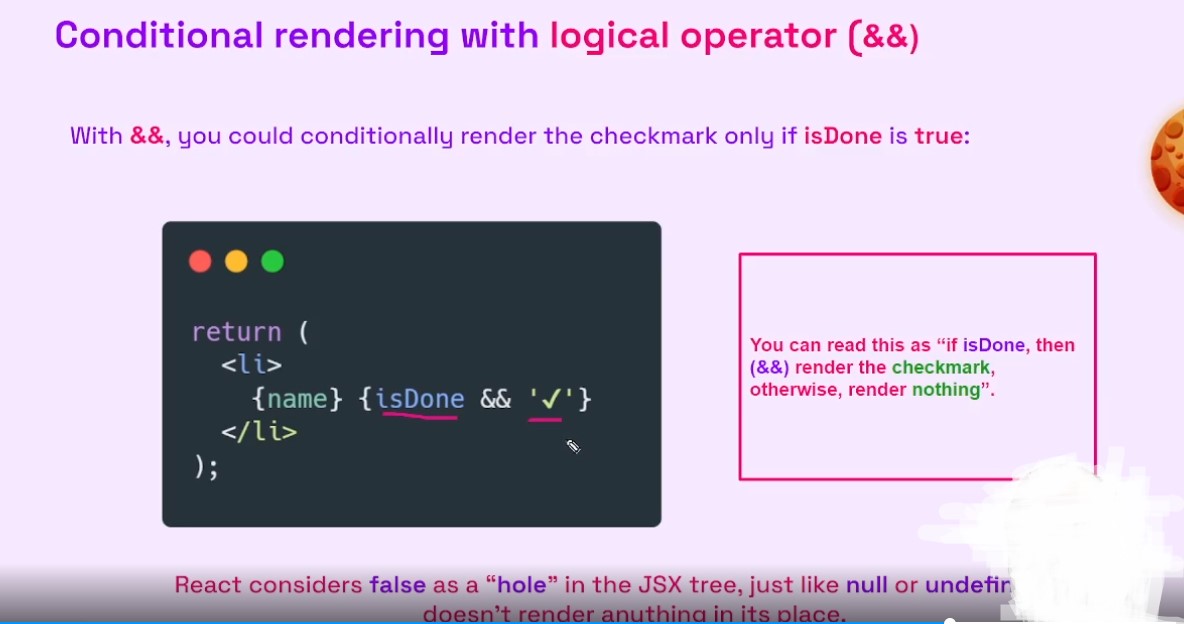 Conditional rendering with logical operator (&&)
With &&, you could conditionally render the checkmark only if isDone is true:
return (
<li>
{name} {isDone && '✓'}
</li>
);
You can read this as “if isDone, then
(&&) render the checkmark,
otherwise, render nothing”.
React considers false as a “hole” in the JSX tree, just like null or
doesn't render anything in its place.